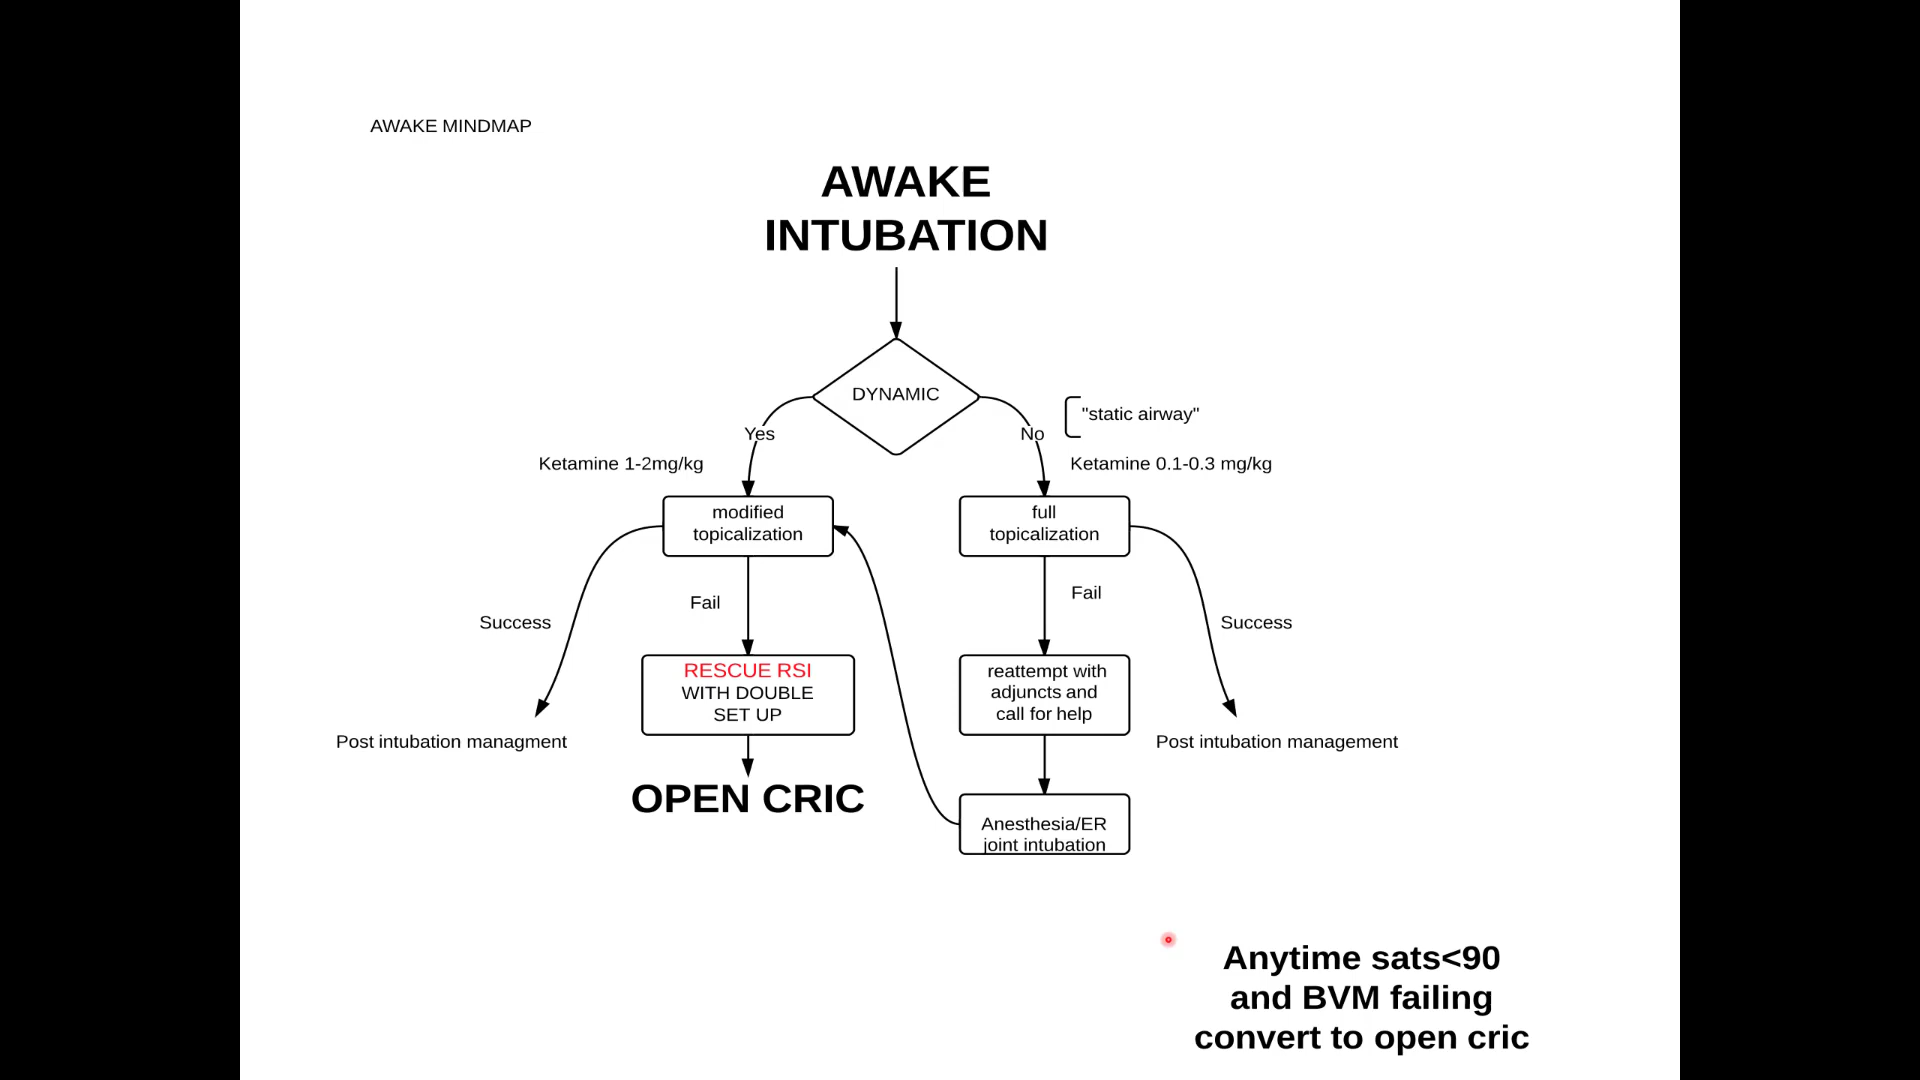 AWAKE MINDMAP
AWAKE
INTUBATION
DYNAMIC
Yes
No
"static airway"
Ketamine 1-2mg/kg
Ketamine 0.1-0.3 mg/kg
modified
topicalization
full
topicalization
Success
Fail
Fail
Success
RESCUE RSI
WITH DOUBLE
SET UP
reattempt with
adjuncts and
call for help
Post intubation managment
Post intubation management
OPEN CRIC
Anesthesia/ER
joint intubation
Anytime sats<90
and BVM failing
convert to open cric